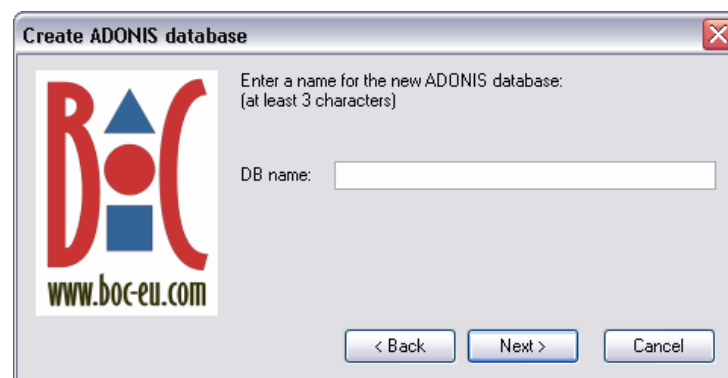 Create ADONIS database
Enter a name for the new ADONIS database:
(at least 3 characters)
DB name:
BOC
www.boc-eu.com
< Back
Next >
Cancel